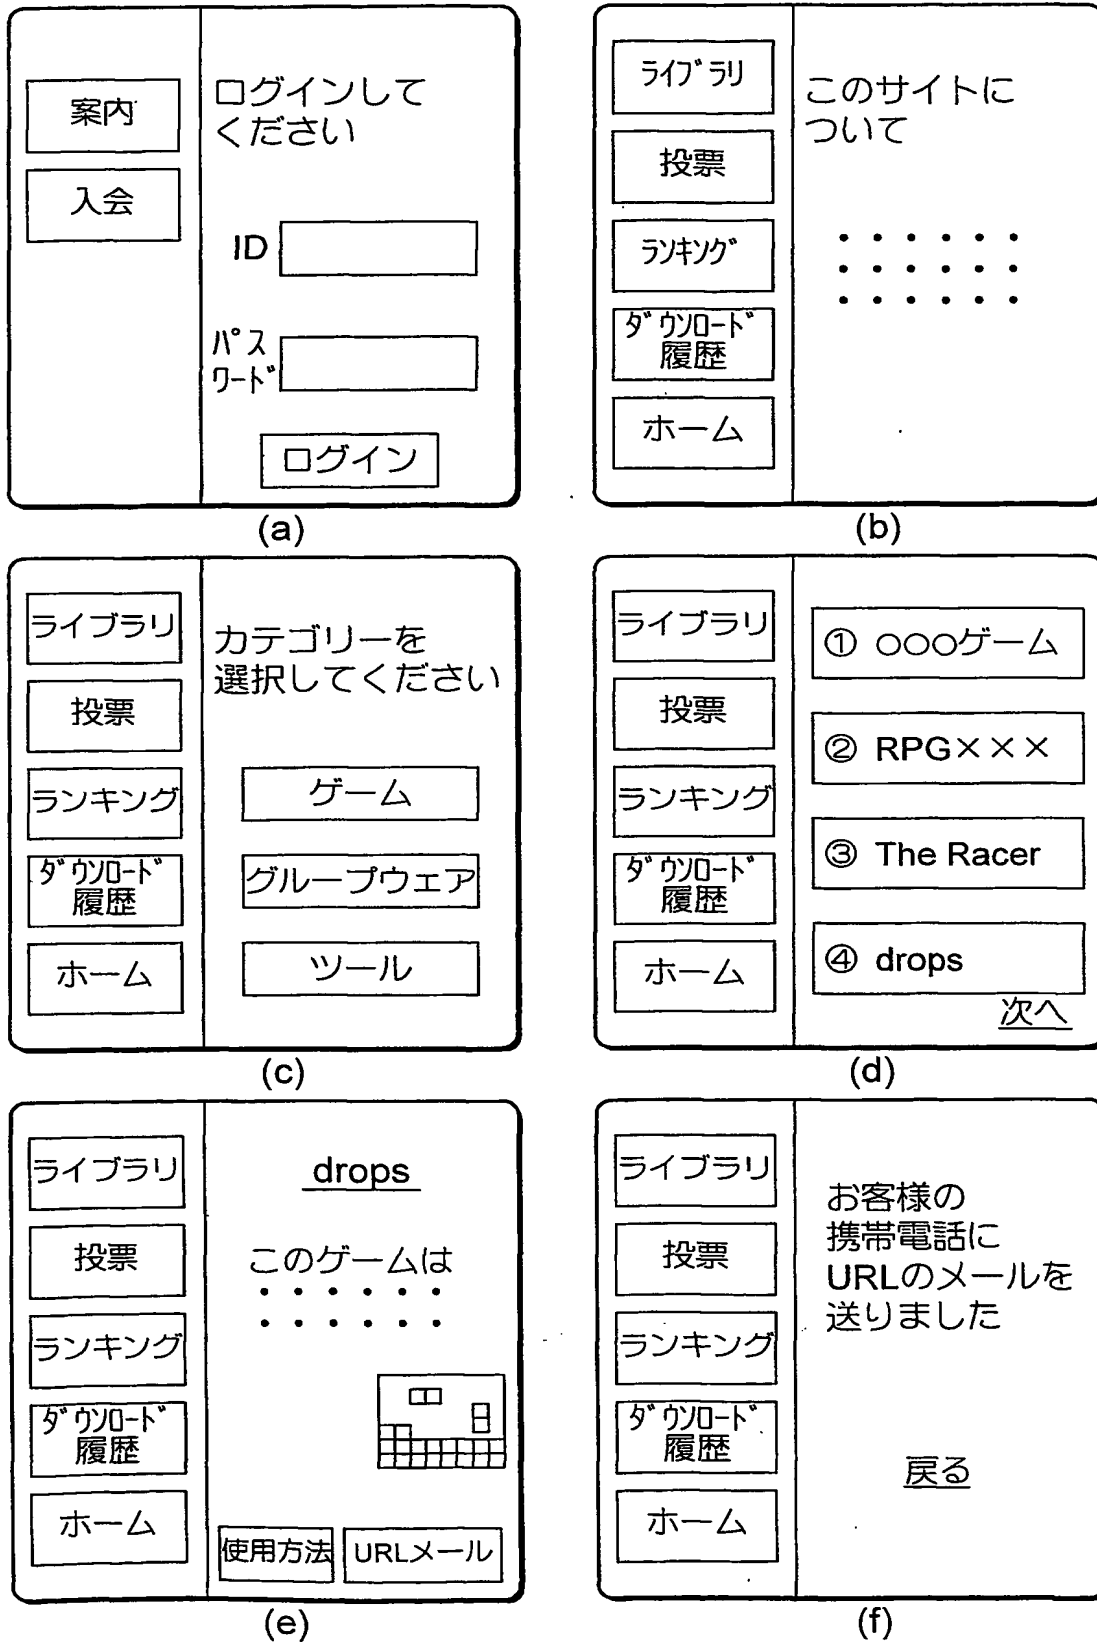 案内
入会
ログインして
ください
ID
パス
ワード
ログイン
(a)
ライブラリ
投票
ランキング
ダウンロード
履歴
ホーム
このサイトに
ついて
・・・・・・
・・・・・・
・・・・・・
(b)
ライブラリ
投票
ランキング
ダウンロード
履歴
ホーム
カテゴリーを
選択してください
ゲーム
グループウェア
ツール
(c)
ライブラリ
投票
ランキング
ダウンロード
履歴
ホーム
① ○○○ゲーム
② RPG×××
③ The Racer
④ drops
次へ
(d)
ライブラリ
投票
ランキング
ダウンロード
履歴
ホーム
drops
このゲームは
・・・・・・
・・・・・・
使用方法
URLメール
(e)
ライブラリ
投票
ランキング
ダウンロード
履歴
ホーム
お客様の
携帯電話に
URLのメールを
送りました
戻る
(f)